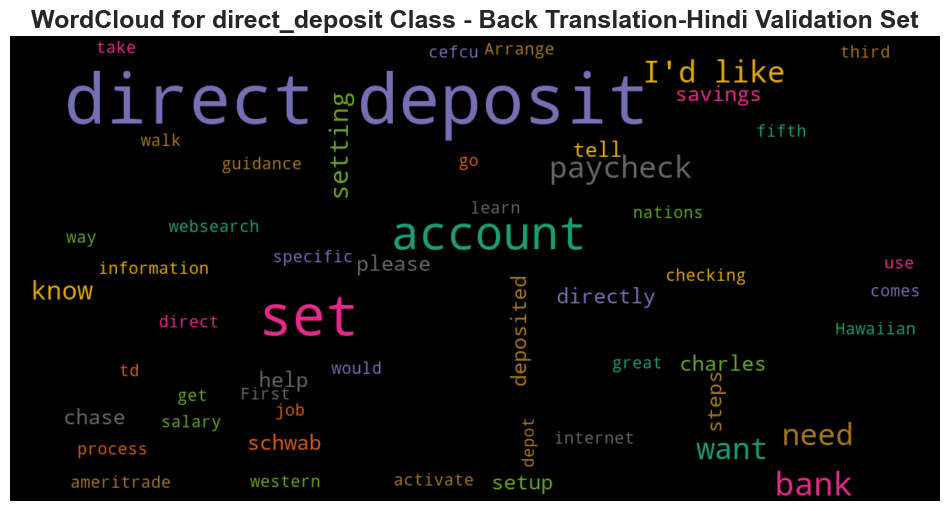 WordCloud for direct_deposit Class - Back Translation-Hindi Validation Set
take
cefcu
Arrange
third
direct deposit
I'd like
savings
setting
fifth
walk
tell
guidance
go
paycheck
learn
nations
websearch
account
way
specific
please
information
checking
use
know
directly
comes
deposited
set
direct
Hawaiian
td
would
great
charles
help
get
First
steps
chase
job
salary
process
schwab
depot
internet
want
need
ameritrade
western
activate
setup
bank